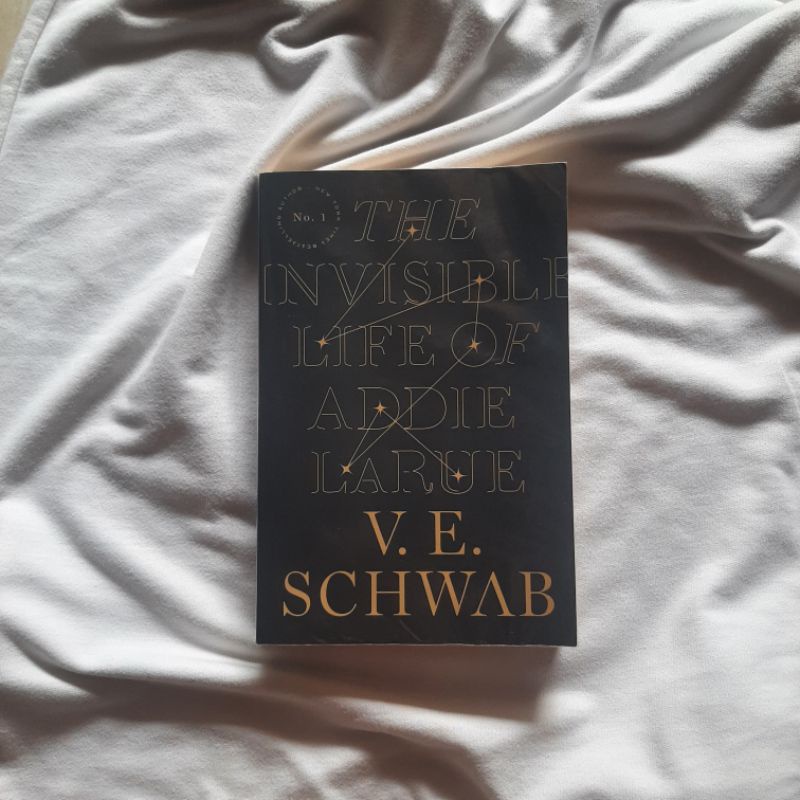 No. 1
NEW YORK TIMES BESTSELLING AUTHOR
THE
INVISIBLE
LIFE OF
ADDIE
LARUE
V. E.
SCHWAB